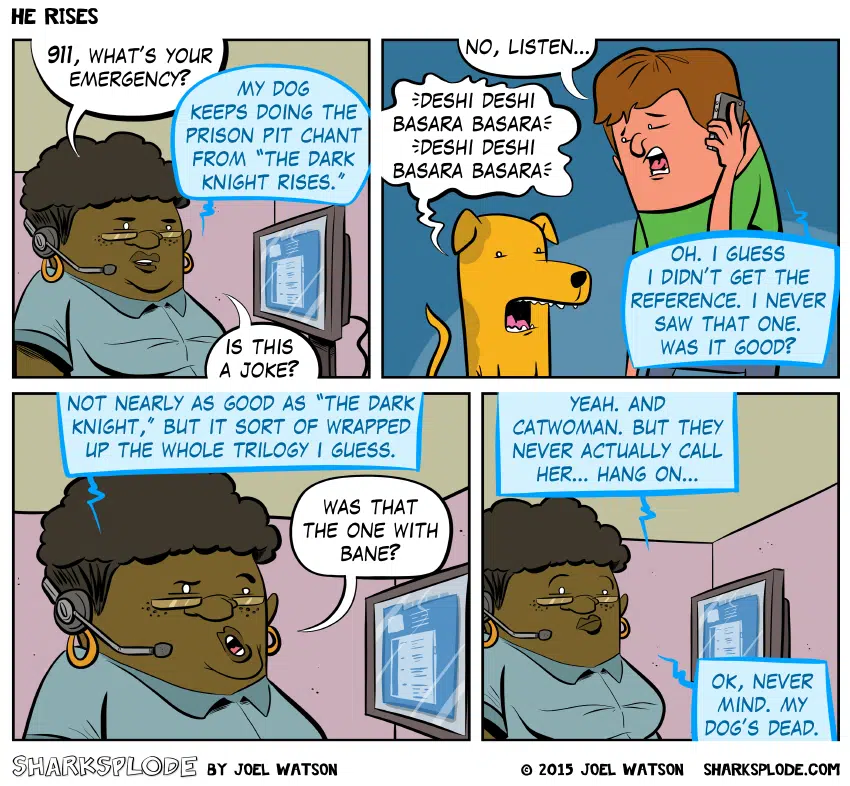 HE RISES
911, WHAT'S YOUR
EMERGENCY?
MY DOG
KEEPS DOING THE
PRISON PIT CHANT
FROM "THE DARK
KNIGHT RISES."
IS THIS
A JOKE?
NO, LISTEN...
DESHI DESHI
BASARA BASARA
DESHI DESHI
BASARA BASARA
OH. I GUESS
I DIDN'T GET THE
REFERENCE. I NEVER
SAW THAT ONE.
WAS IT GOOD?
NOT NEARLY AS GOOD AS "THE DARK
KNIGHT," BUT IT SORT OF WRAPPED
UP THE WHOLE TRILOGY I GUESS.
WAS THAT
THE ONE WITH
BANE?
YEAH. AND
CATWOMAN. BUT THEY
NEVER ACTUALLY CALL
HER... HANG ON...
OK, NEVER
MIND. MY
DOG'S DEAD.
SHARKSPLODE BY JOEL WATSON
© 2015 JOEL WATSON SHARKSPLODE.COM